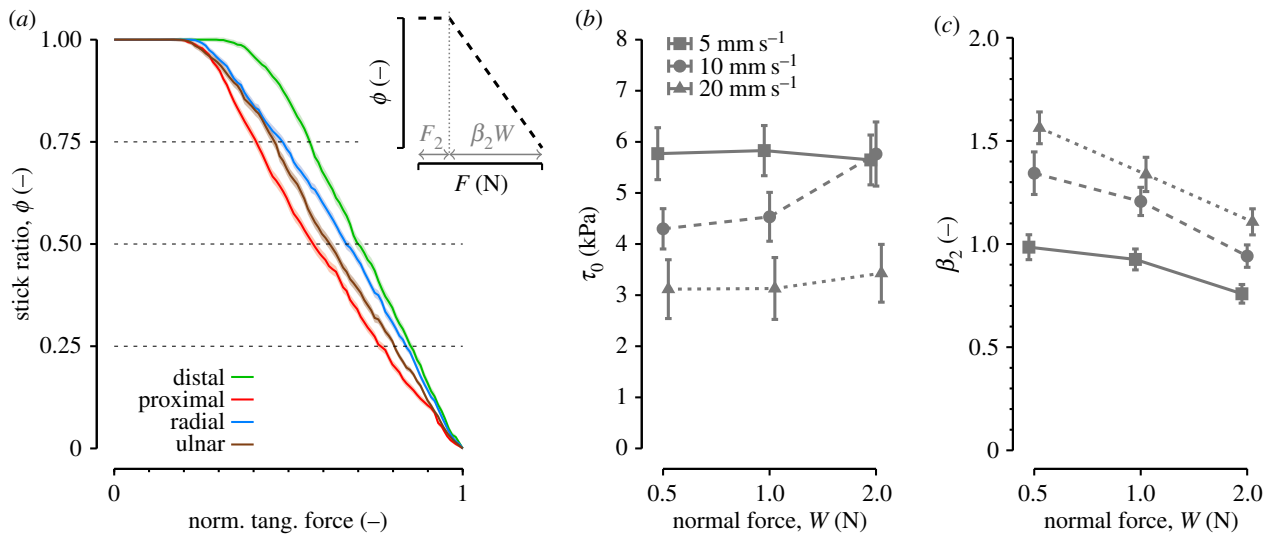 (a)
1.00
0.75
0.50
0.25
0
stick ratio, ϕ (–)
distal
proximal
radial
ulnar
0
1
norm. tang. force (–)
ϕ (–)
F₂
β₂W
F (N)
(b)
8
7
6
5
4
3
2
1
0
τ₀ (kPa)
5 mm s⁻¹
10 mm s⁻¹
20 mm s⁻¹
0.5 1.0 2.0
normal force, W (N)
(c)
2.0
1.5
1.0
0.5
0
β₂ (–)
0.5 1.0 2.0
normal force, W (N)